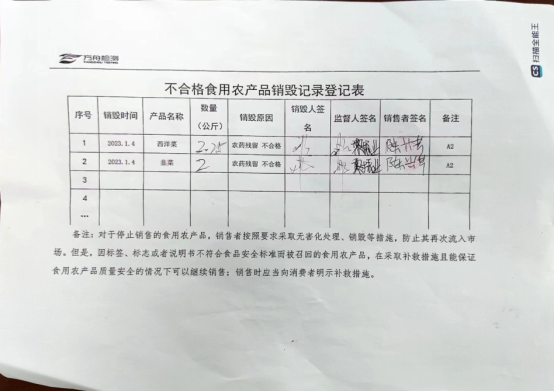 方舟检测
CS 扫描全能王
不合格食用农产品销毁记录登记表
序号 销毁时间 产品名称 数量（公斤） 销毁原因 销毁人签名 监督人签名 销售者签名 备注
1 2023.1.4 西洋菜 2.25 农药残留 不合格 A2
2 2023.1.4 韭菜 2 农药残留 不合格 A2
3
4
...
备注：对于停止销售的食用农产品，销售者按照要求采取无害化处理、销毁等措施，防止其再次流入市
场。但是，因标签、标志或者说明书不符合食品安全标准而被召回的食用农产品，在采取补救措施且能保证
食用农产品质量安全的情况下可以继续销售；销售时应当向消费者明示补救措施。